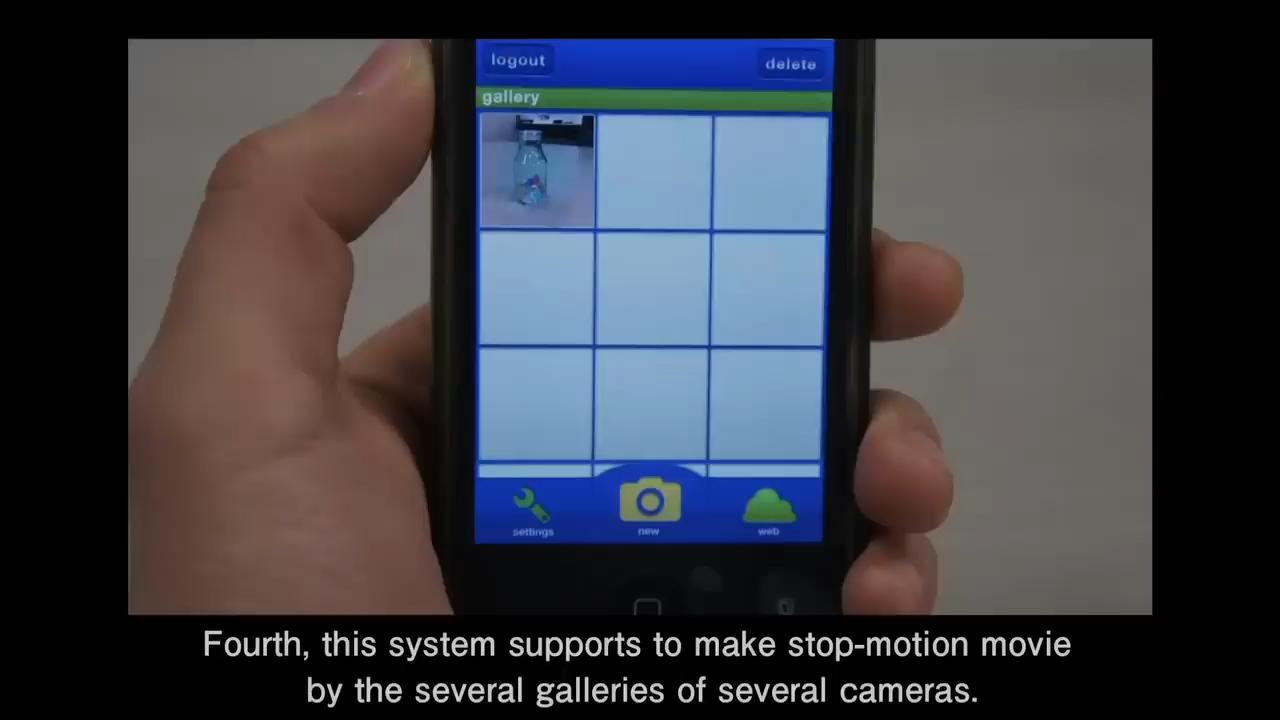 logout
delete
gallery
settings
new
web
Fourth, this system supports to make stop-motion movie
by the several galleries of several cameras.